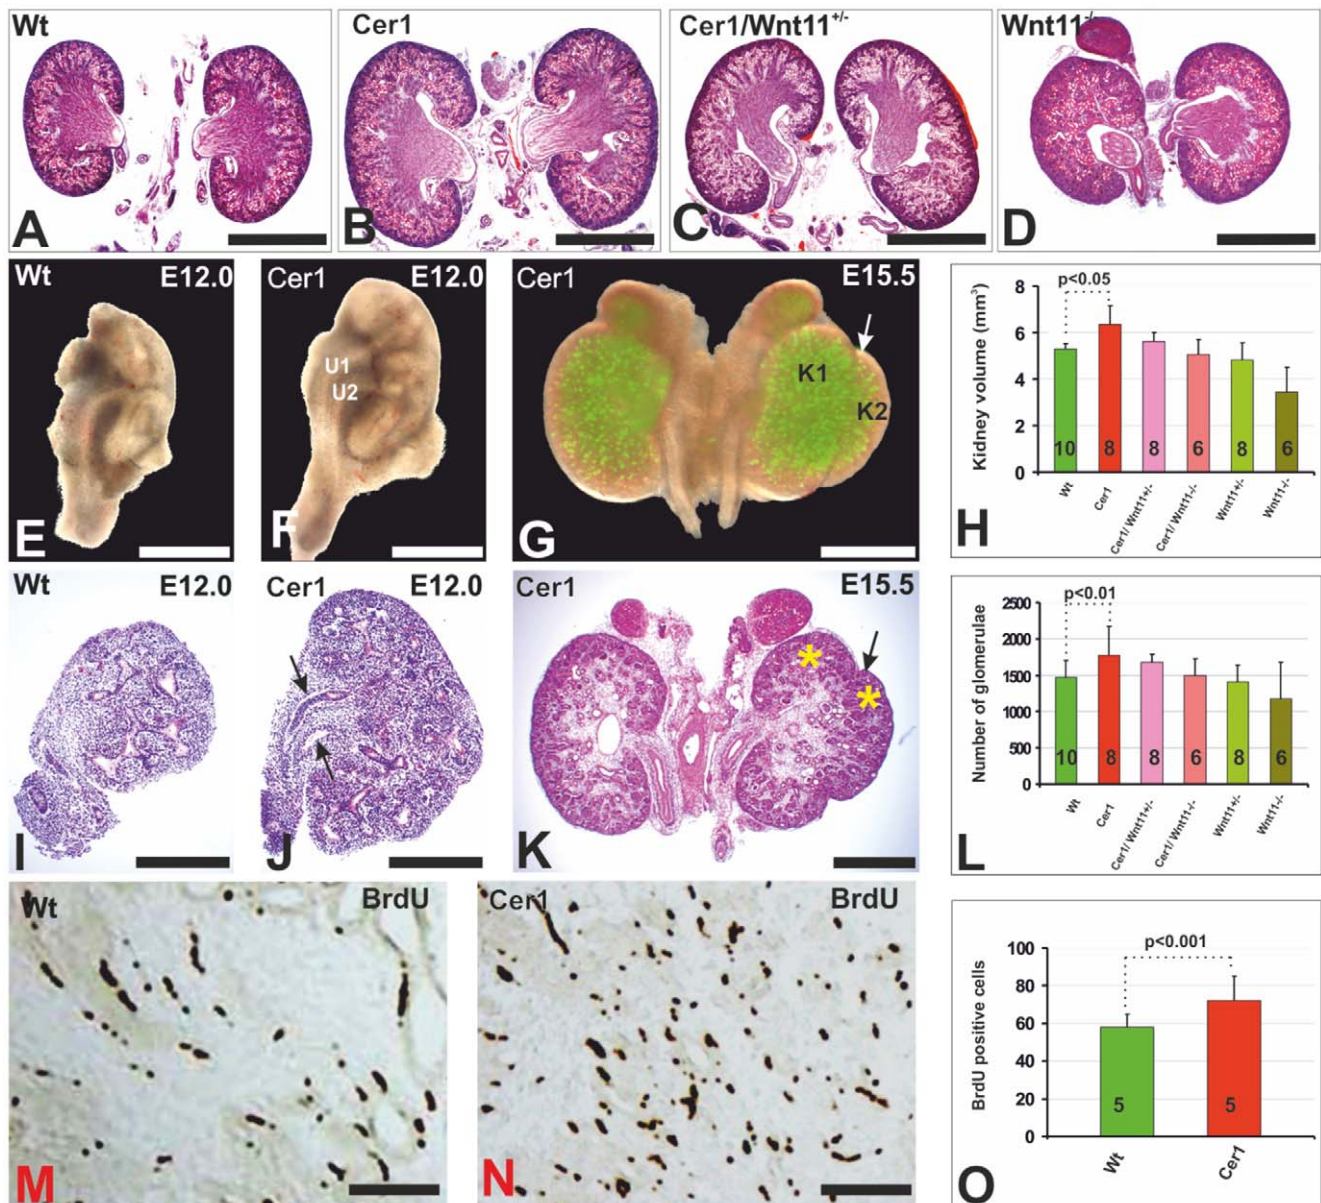 Wt
A
Cer1
B
Cer1/Wnt11+/-
C
Wnt11-/-
D
Wt E12.0
E
Cer1 E12.0
U1
U2
F
Cer1 E15.5
K1
K2
G
p<0.05
Kidney volume (mm³)
8
6
4
2
0
10 8 8 6 8 6
Wt Cer1 Cer1/ Wnt11+/- Cer1/ Wnt11-/- Wnt11+/- Wnt11-/-
H
Wt E12.0
I
Cer1 E12.0
J
Cer1 E15.5
* *
K
p<0.01
Number of glomerulae
2500
2000
1500
1000
500
0
10 8 8 6 8 6
Wt Cer1 Cer1/ Wnt11+/- Cer1/ Wnt11-/- Wnt11+/- Wnt11-/-
L
Wt BrdU
M
Cer1 BrdU
N
p<0.001
BrdU positive cells
100
80
60
40
20
0
5 5
Wt Cer1
O